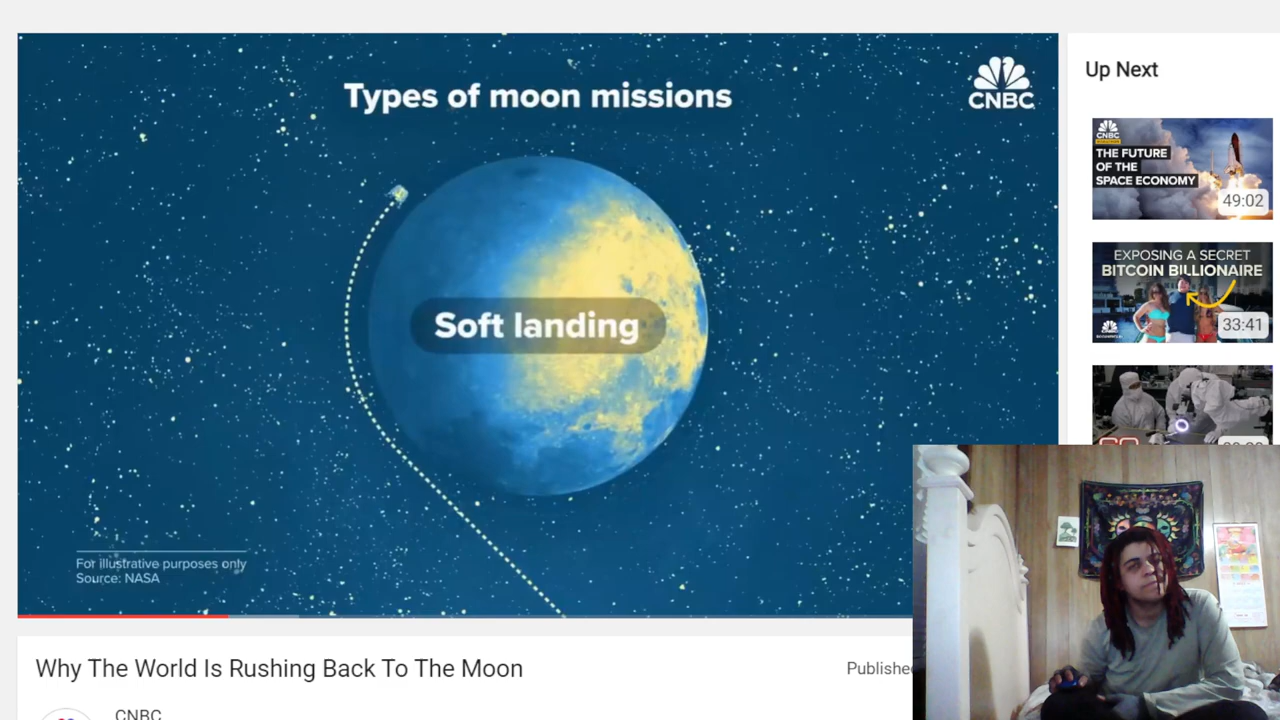 Types of moon missions
CNBC
Soft landing
For illustrative purposes only
Source: NASA
Why The World Is Rushing Back To The Moon
CNBC
Up Next
CNBC
THE FUTURE
OF THE
SPACE ECONOMY
49:02
EXPOSING A SECRET
BITCOIN BILLIONAIRE
33:41